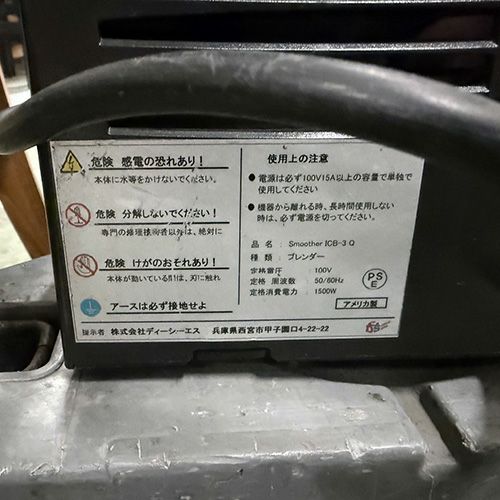 危険 感電の恐れあり!
本体に水等をかけないでください。
危険 分解しないでください!
専門の修理技術者以外は、絶対に
危険 けがのおそれあり!
本体が動いている間は、刃に触れ
アースは必ず接地せよ
使用上の注意
● 電源は必ず100V15A以上の容量で単独で
使用してください
● 機器から離れる時、長時間使用しない
時は、必ず電源を切ってください。
品 名 : Smoother ICB-3 Q
種 類 : ブレンダー
定格電圧 : 100V
定格 周波数 : 50/60Hz
定格消費電力 : 1500W
PS
E
アメリカ製
提示者 株式会社ディーシーエス 兵庫県西宮市甲子園口4-22-22